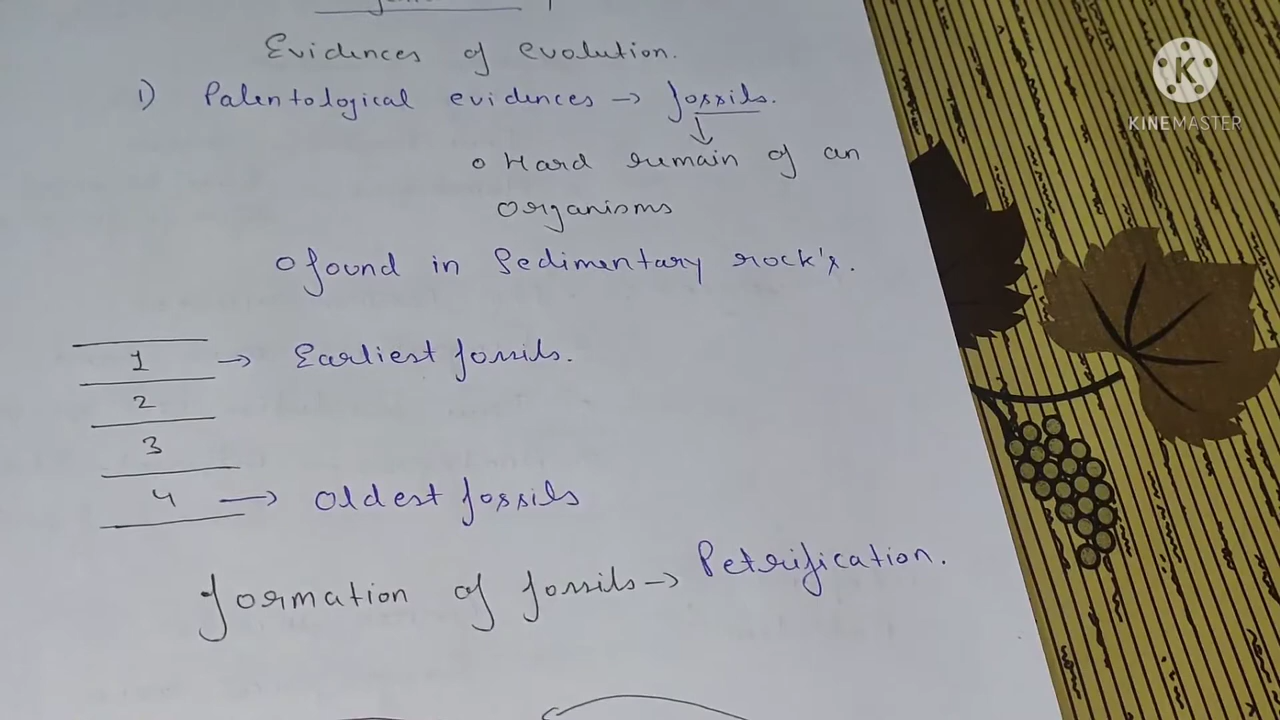 Evidences of evolution.
1) Palentological evidences → fossils.
↓
o Hard remain of an
organisms
o found in Sedimentary rock's.
1 → Earliest fossils.
2
3
4 → Oldest fossils
formation of fossils → Petrification.
K
KINEMASTER